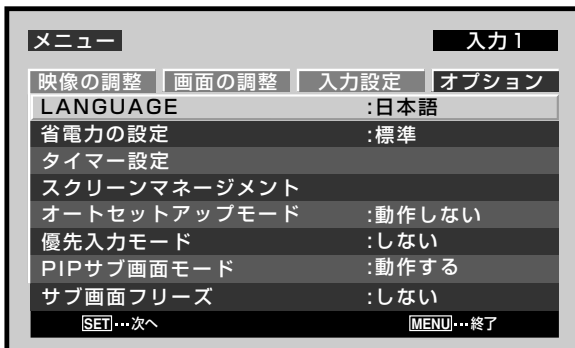 メニュー 入力1
映像の調整 画面の調整 入力設定 オプション
LANGUAGE :日本語
省電力の設定 :標準
タイマー設定
スクリーンマネージメント
オートセットアップモード :動作しない
優先入力モード :しない
PIPサブ画面モード :動作する
サブ画面フリーズ :しない
SET…次へ MENU…終了